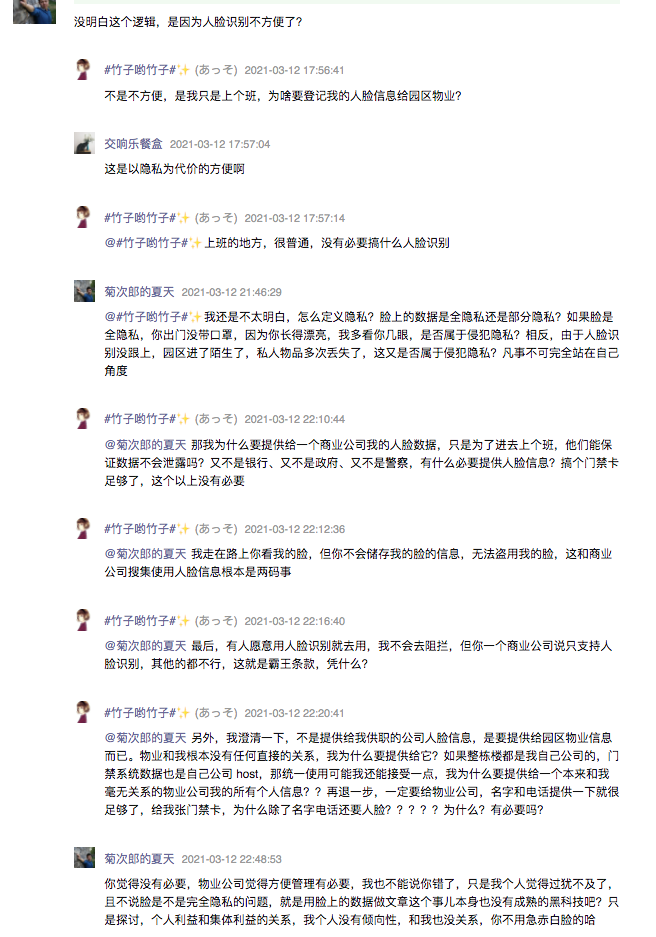 没明白这个逻辑，是因为人脸识别不方便了？
#竹子哟竹子#✨ (あっそ) 2021-03-12 17:56:41
不是不方便，是我只是上个班，为啥要登记我的人脸信息给园区物业？
交响乐餐盒 2021-03-12 17:57:04
这是以隐私为代价的方便啊
#竹子哟竹子#✨ (あっそ) 2021-03-12 17:57:14
@#竹子哟竹子#✨上班的地方，很普通，没有必要搞什么人脸识别
菊次郎的夏天 2021-03-12 21:46:29
@#竹子哟竹子#✨我还是不太明白，怎么定义隐私？脸上的数据是全隐私还是部分隐私？如果脸是
全隐私，你出门没带口罩，因为你长得漂亮，我多看你几眼，是否属于侵犯隐私？相反，由于人脸识
别没跟上，园区进了陌生了，私人物品多次丢失了，这又是否属于侵犯隐私？凡事不可完全站在自己
角度
#竹子哟竹子#✨ (あっそ) 2021-03-12 22:10:44
@菊次郎的夏天 那我为什么要提供给一个商业公司我的人脸数据，只是为了进去上个班，他们能保
证数据不会泄露吗？又不是银行、又不是政府、又不是警察，有什么必要提供人脸信息？搞个门禁卡
足够了，这个以上没有必要
#竹子哟竹子#✨ (あっそ) 2021-03-12 22:12:36
@菊次郎的夏天 我走在路上你看我的脸，但你不会储存我的脸的信息，无法盗用我的脸，这和商业
公司搜集使用人脸信息根本是两码事
#竹子哟竹子#✨ (あっそ) 2021-03-12 22:16:40
@菊次郎的夏天 最后，有人愿意用人脸识别就去用，我不会去阻拦，但你一个商业公司说只支持人
脸识别，其他的都不行，这就是霸王条款，凭什么？
#竹子哟竹子#✨ (あっそ) 2021-03-12 22:20:41
@菊次郎的夏天 另外，我澄清一下，不是提供给我供职的公司人脸信息，是要提供给园区物业信息
而已。物业和我根本没有任何直接的关系，我为什么要提供给它？如果整栋楼都是我自己公司的，门
禁系统数据也是自己公司 host，那统一使用可能我还能接受一点，我为什么要提供给一个本来和我
毫无关系的物业公司我的所有个人信息？？再退一步，一定要给物业公司，名字和电话提供一下就很
足够了，给我张门禁卡，为什么除了名字电话还要人脸？？？？？为什么？有必要吗？
菊次郎的夏天 2021-03-12 22:48:53
你觉得没有必要，物业公司觉得方便管理有必要，我也不能说你错了，只是我个人觉得过犹不及了，
且不说脸是不是完全隐私的问题，就是用脸上的数据做文章这个事儿本身也没有成熟的黑科技吧？只
是探讨，个人利益和集体利益的关系，我个人没有倾向性，和我也没关系，你不用急赤白脸的哈